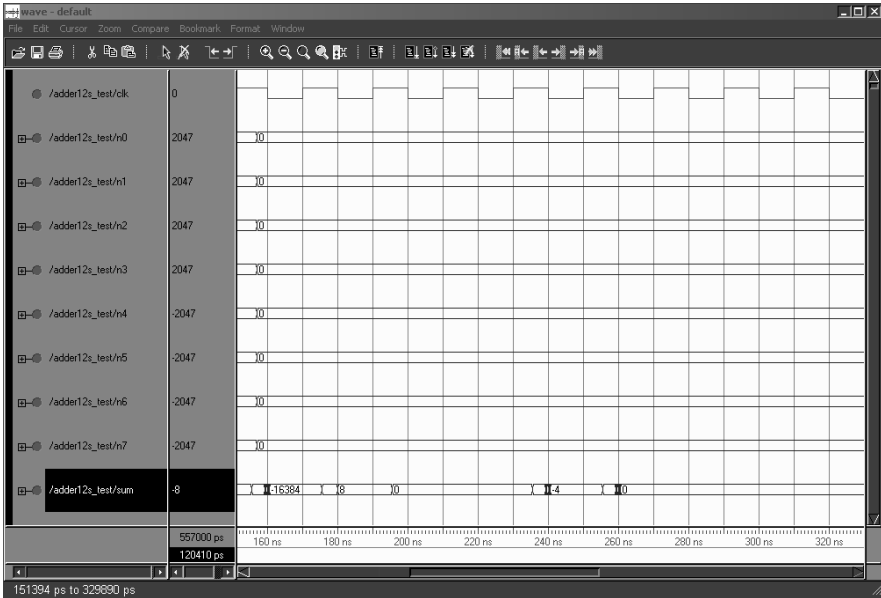 wave - default
File Edit Cursor Zoom Compare Bookmark Format Window
/adder12s_test/clk 0
/adder12s_test/n0 2047 0
/adder12s_test/n1 2047 0
/adder12s_test/n2 2047 0
/adder12s_test/n3 2047 0
/adder12s_test/n4 -2047 0
/adder12s_test/n5 -2047 0
/adder12s_test/n6 -2047 0
/adder12s_test/n7 -2047 0
/adder12s_test/sum -8 -16384 8 0 -4 0
557000 ps 160 ns 180 ns 200 ns 220 ns 240 ns 260 ns 280 ns 300 ns 320 ns
120410 ps
151394 ps to 329890 ps